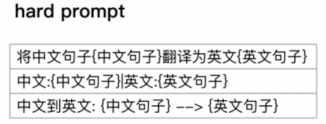 hard prompt
将中文句子{中文句子}翻译为英文{英文句子}
中文:{中文句子}|英文:{英文句子}
中文到英文: {中文句子} --> {英文句子}